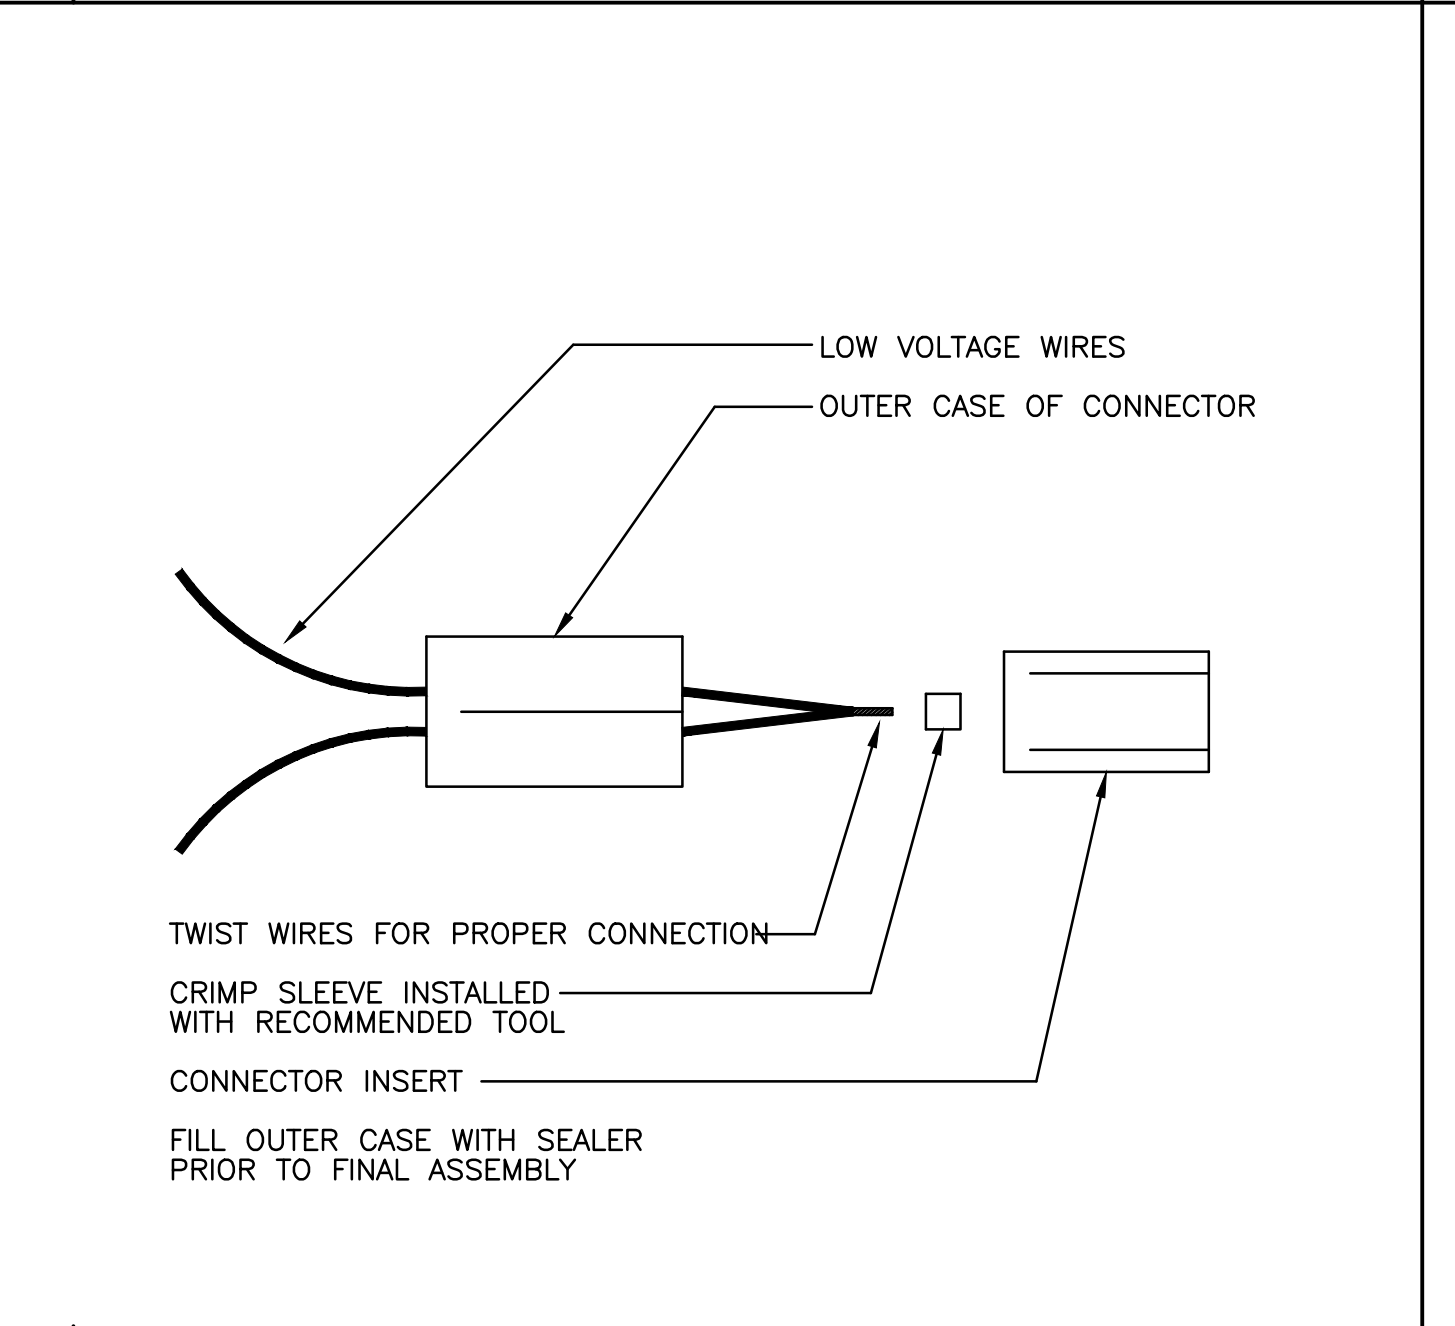 LOW VOLTAGE WIRES
OUTER CASE OF CONNECTOR
TWIST WIRES FOR PROPER CONNECTION
CRIMP SLEEVE INSTALLED
WITH RECOMMENDED TOOL
CONNECTOR INSERT
FILL OUTER CASE WITH SEALER
PRIOR TO FINAL ASSEMBLY